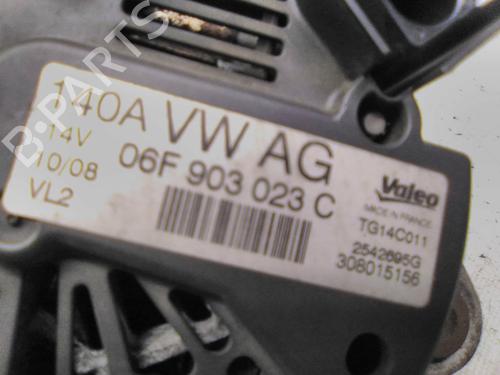 B-PARTS
140A VW AG
14V 06F 903 023 C
10/08
VL2
Valeo
MADE IN FRANCE
TG14C011
2542695G
308015156